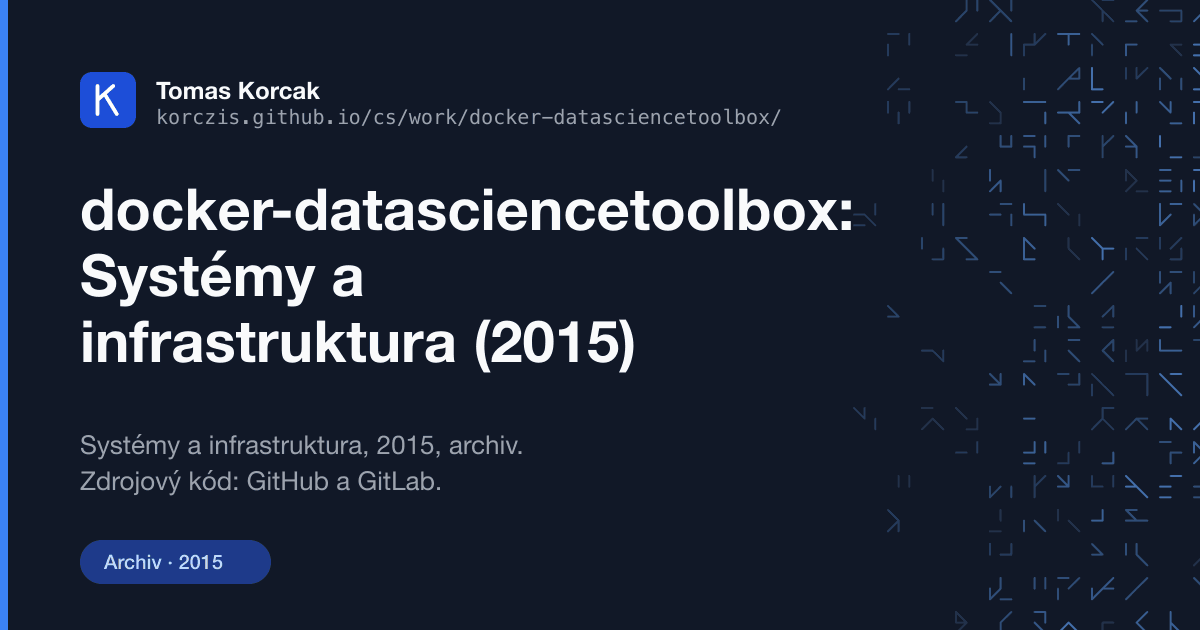 K
Tomas Korcak
korczis.github.io/cs/work/docker-datasciencetoolbox/
docker-datasciencetoolbox:
Systémy a
infrastruktura (2015)
Systémy a infrastruktura, 2015, archiv.
Zdrojový kód: GitHub a GitLab.
Archiv · 2015